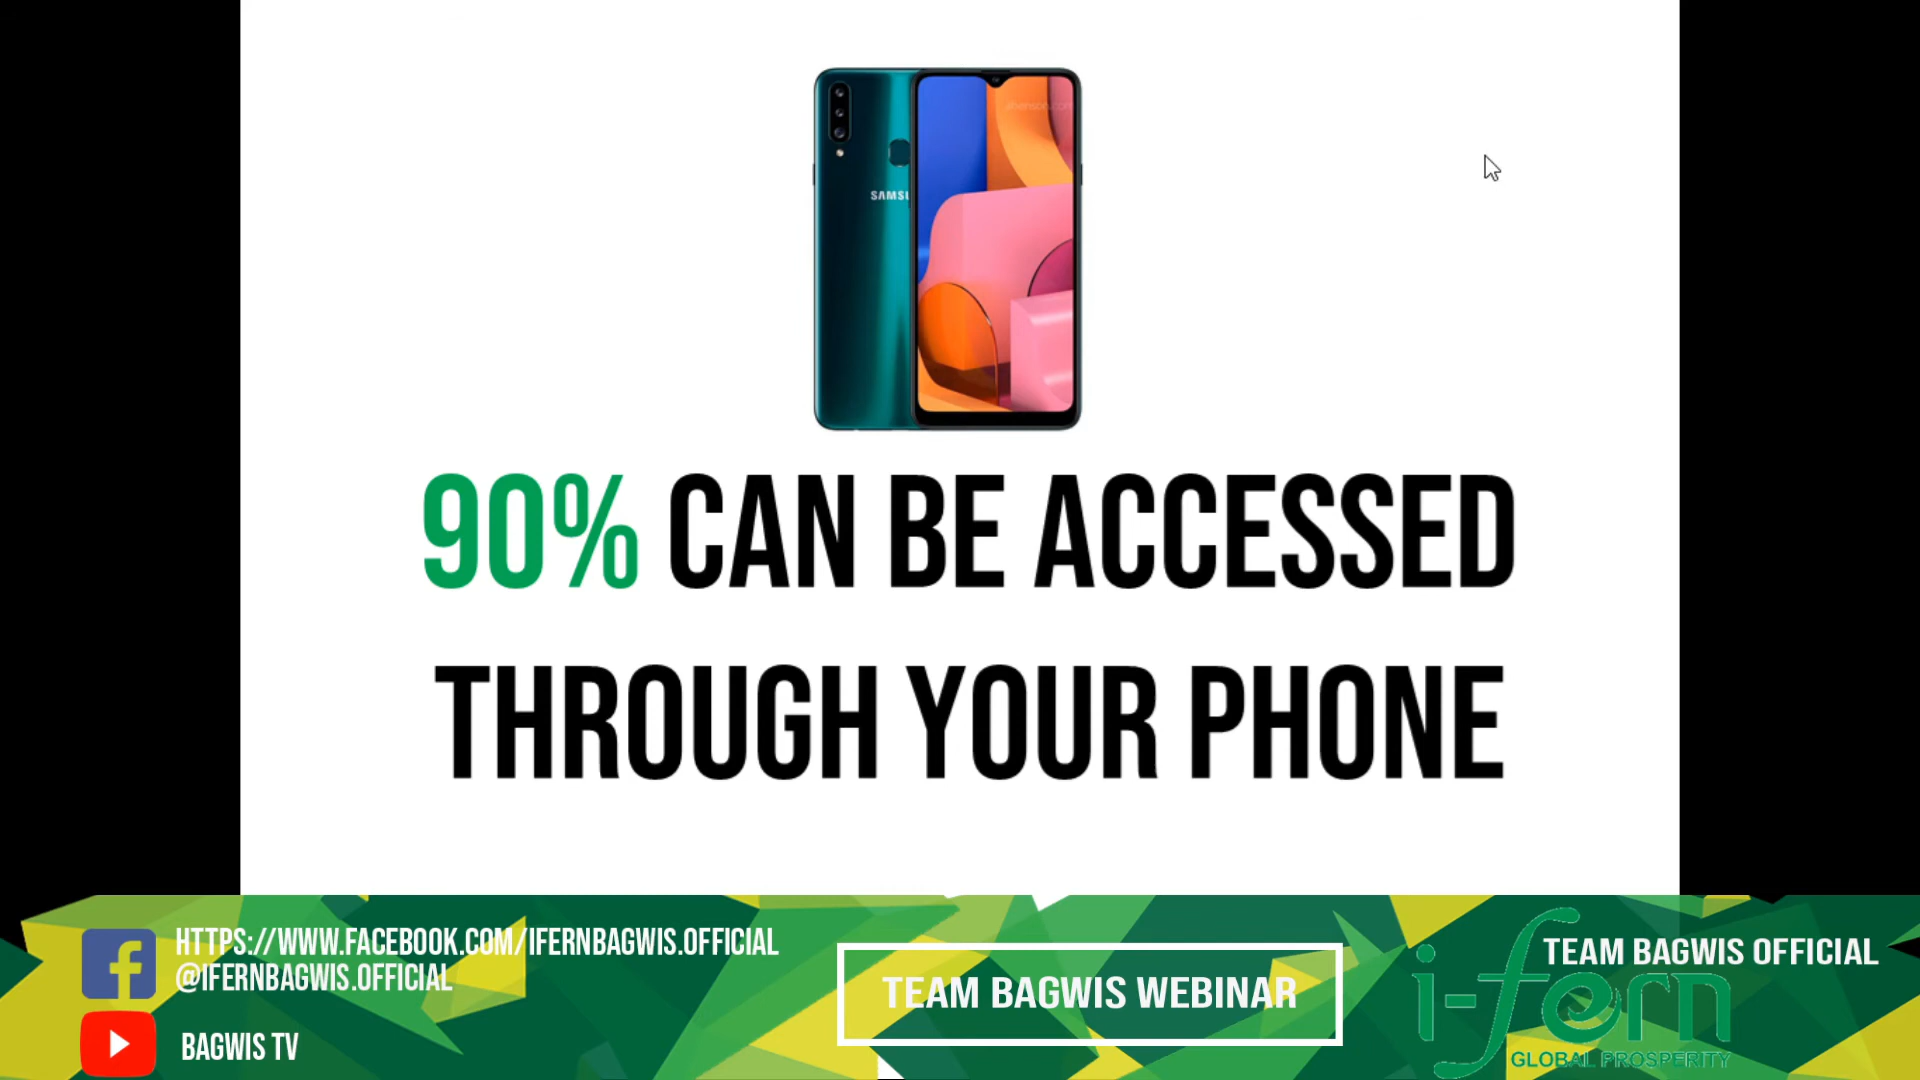 SAMSU
90% CAN BE ACCESSED
THROUGH YOUR PHONE
HTTPS://WWW.FACEBOOK.COM/IFERNBAGWIS.OFFICIAL
@IFERNBAGWIS.OFFICIAL
BAGWIS TV
TEAM BAGWIS WEBINAR
TEAM BAGWIS OFFICIAL
i-fern
GLOBAL PROSPERITY